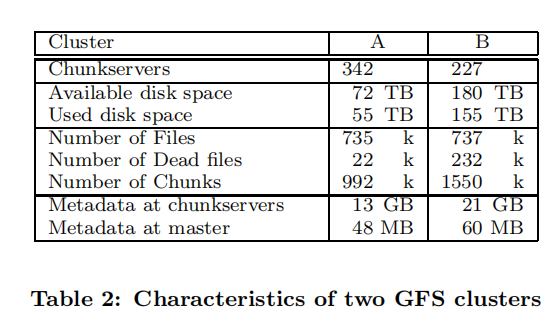 Cluster A B
Chunkservers 342 227
Available disk space 72 TB 180 TB
Used disk space 55 TB 155 TB
Number of Files 735 k 737 k
Number of Dead files 22 k 232 k
Number of Chunks 992 k 1550 k
Metadata at chunkservers 13 GB 21 GB
Metadata at master 48 MB 60 MB
Table 2: Characteristics of two GFS clusters